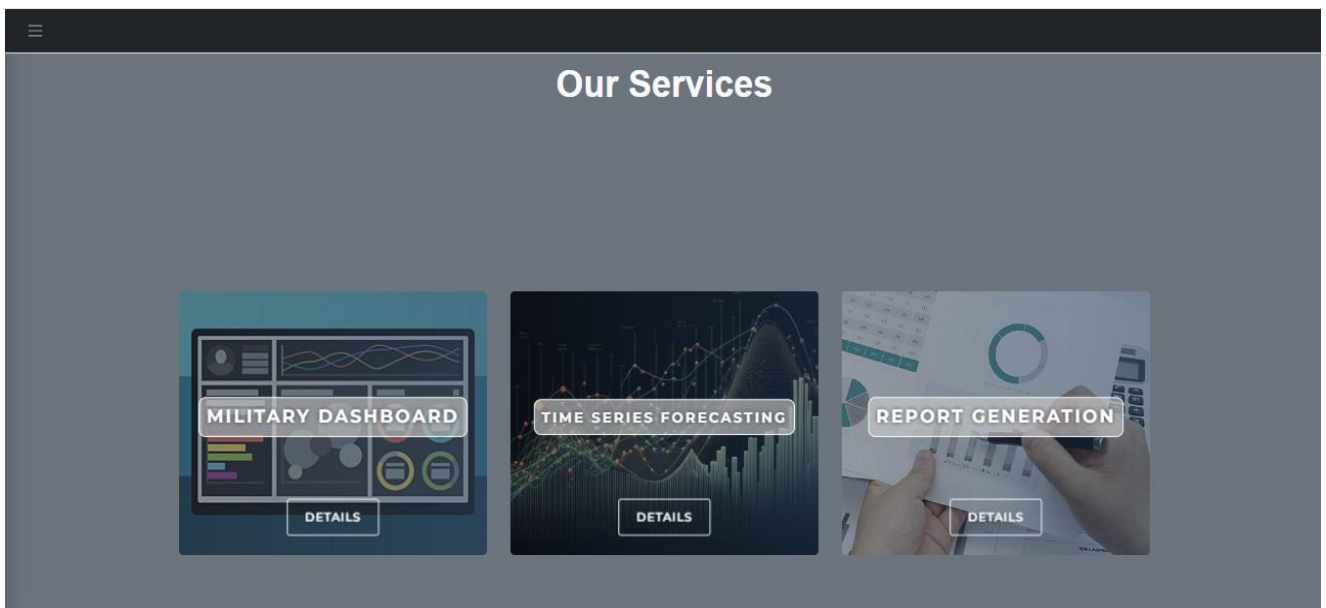 Our Services
MILITARY DASHBOARD
TIME SERIES FORECASTING
REPORT GENERATION
DETAILS
DETAILS
DETAILS